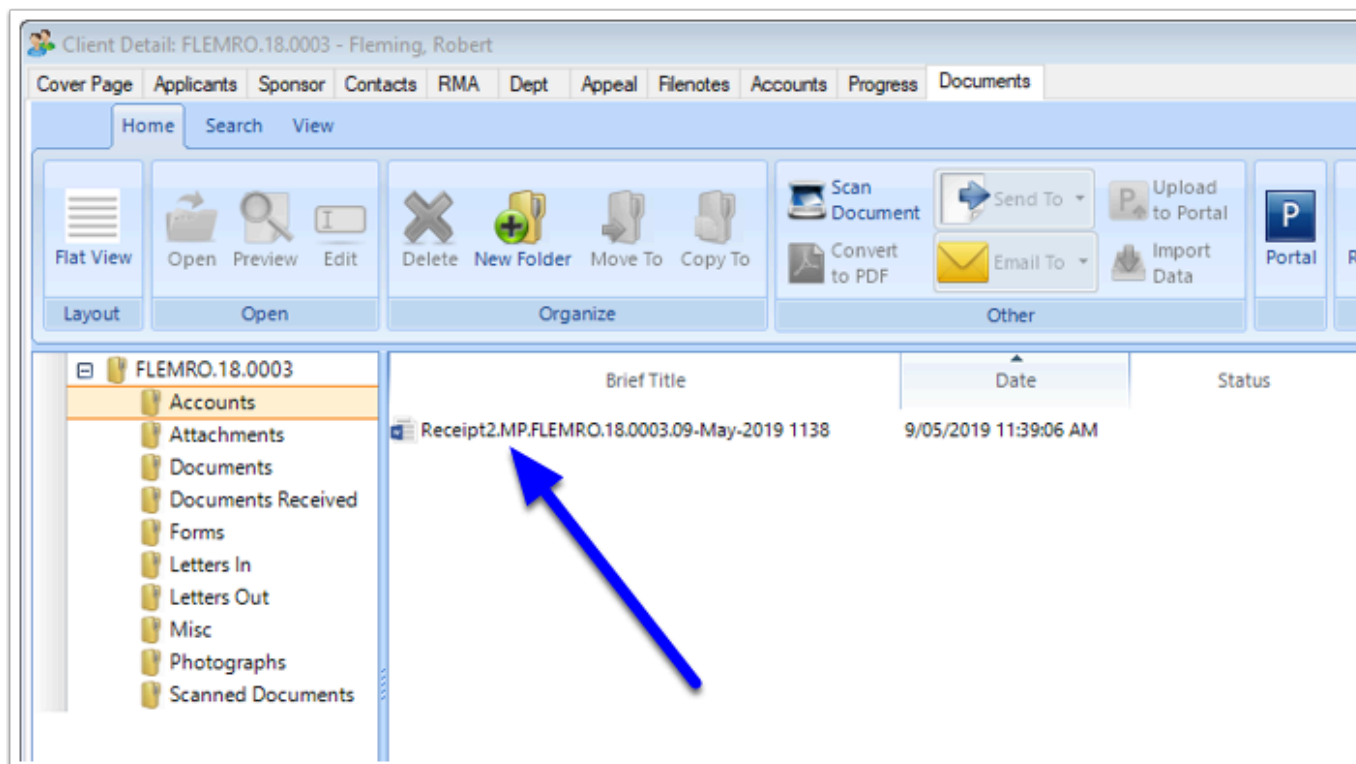 Client Detail: FLEMRO.18.0003 - Fleming, Robert
Cover Page Applicants Sponsor Contacts RMA Dept Appeal Filenotes Accounts Progress Documents
Home Search View
Flat View
Open Preview Edit
Delete New Folder Move To Copy To
Scan Document
Send To
Upload to Portal
Convert to PDF
Email To
Import Data
P
Portal
R
Layout Open Organize Other
FLEMRO.18.0003
Accounts
Attachments
Documents
Documents Received
Forms
Letters In
Letters Out
Misc
Photographs
Scanned Documents
Brief Title Date Status
Receipt2.MP.FLEMRO.18.0003.09-May-2019 1138 9/05/2019 11:39:06 AM